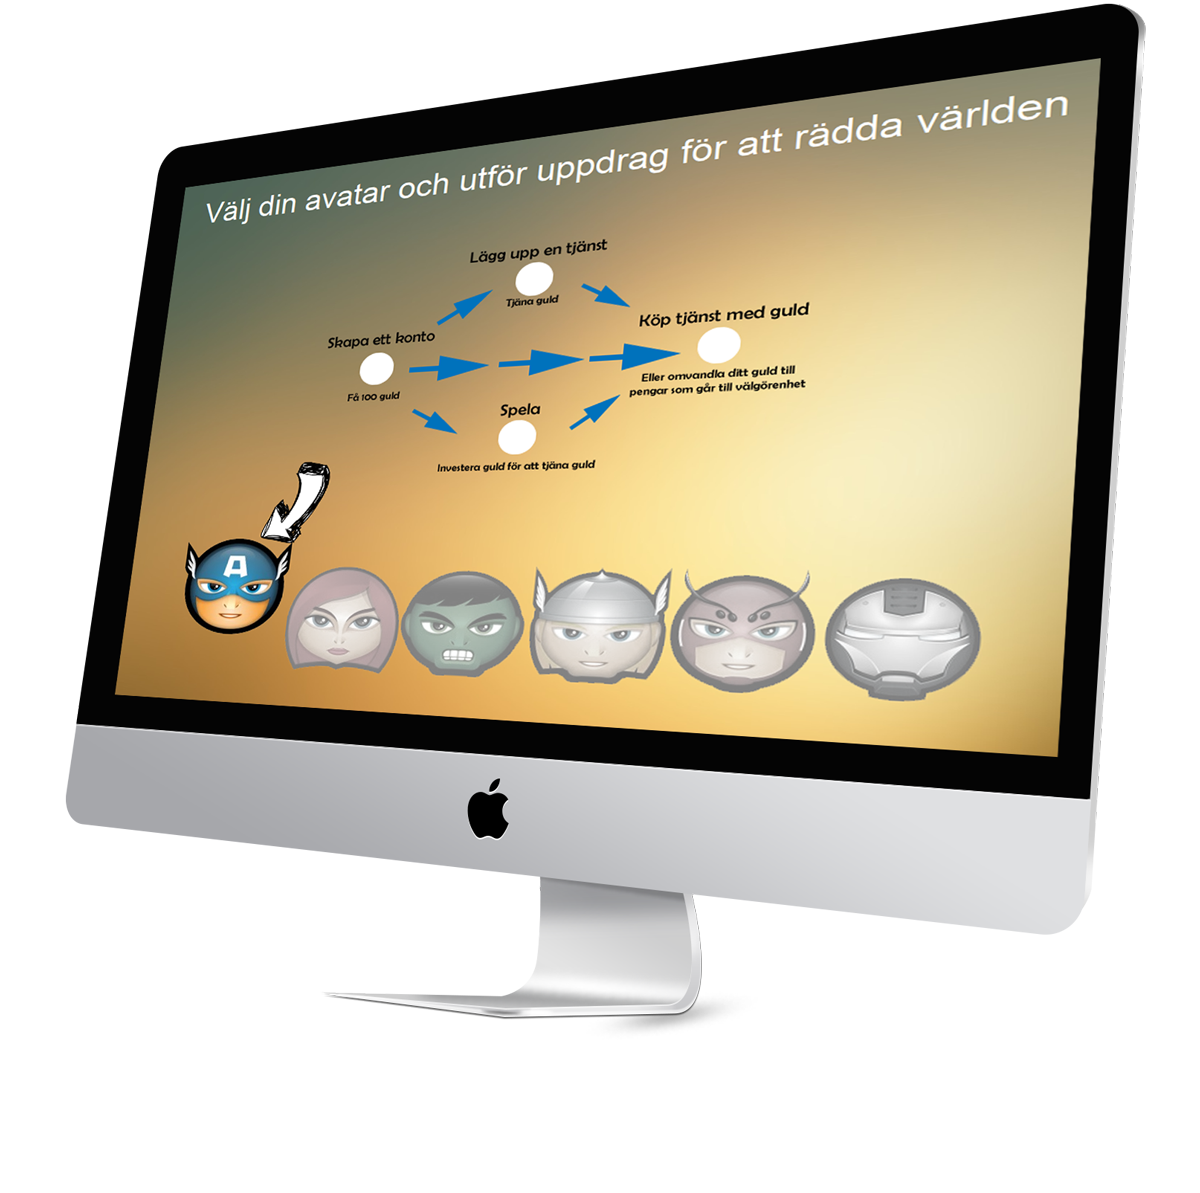 Välj din avatar och utför uppdrag för att rädda världen
Lägg upp en tjänst
Tjäna guld
Köp tjänst med guld
Eller omvandla ditt guld till
pengar som går till välgörenhet
Skapa ett konto
Få 100 guld
Spela
Investera guld för att tjäna guld
A